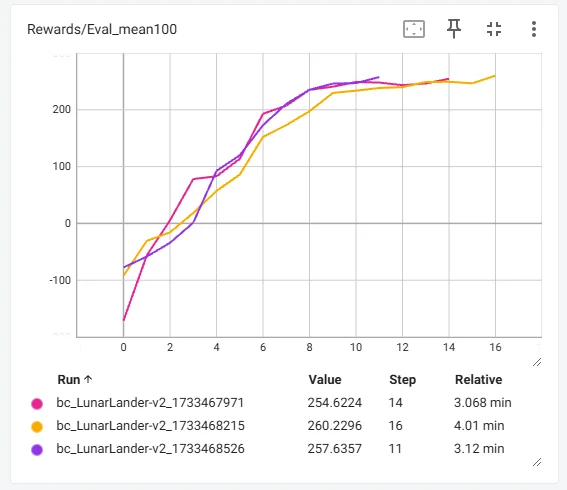 Rewards/Eval_mean100
200
100
0
-100
0 2 4 6 8 10 12 14 16
Run Value Step Relative
bc_LunarLander-v2_1733467971 254.6224 14 3.068 min
bc_LunarLander-v2_1733468215 260.2296 16 4.01 min
bc_LunarLander-v2_1733468526 257.6357 11 3.12 min